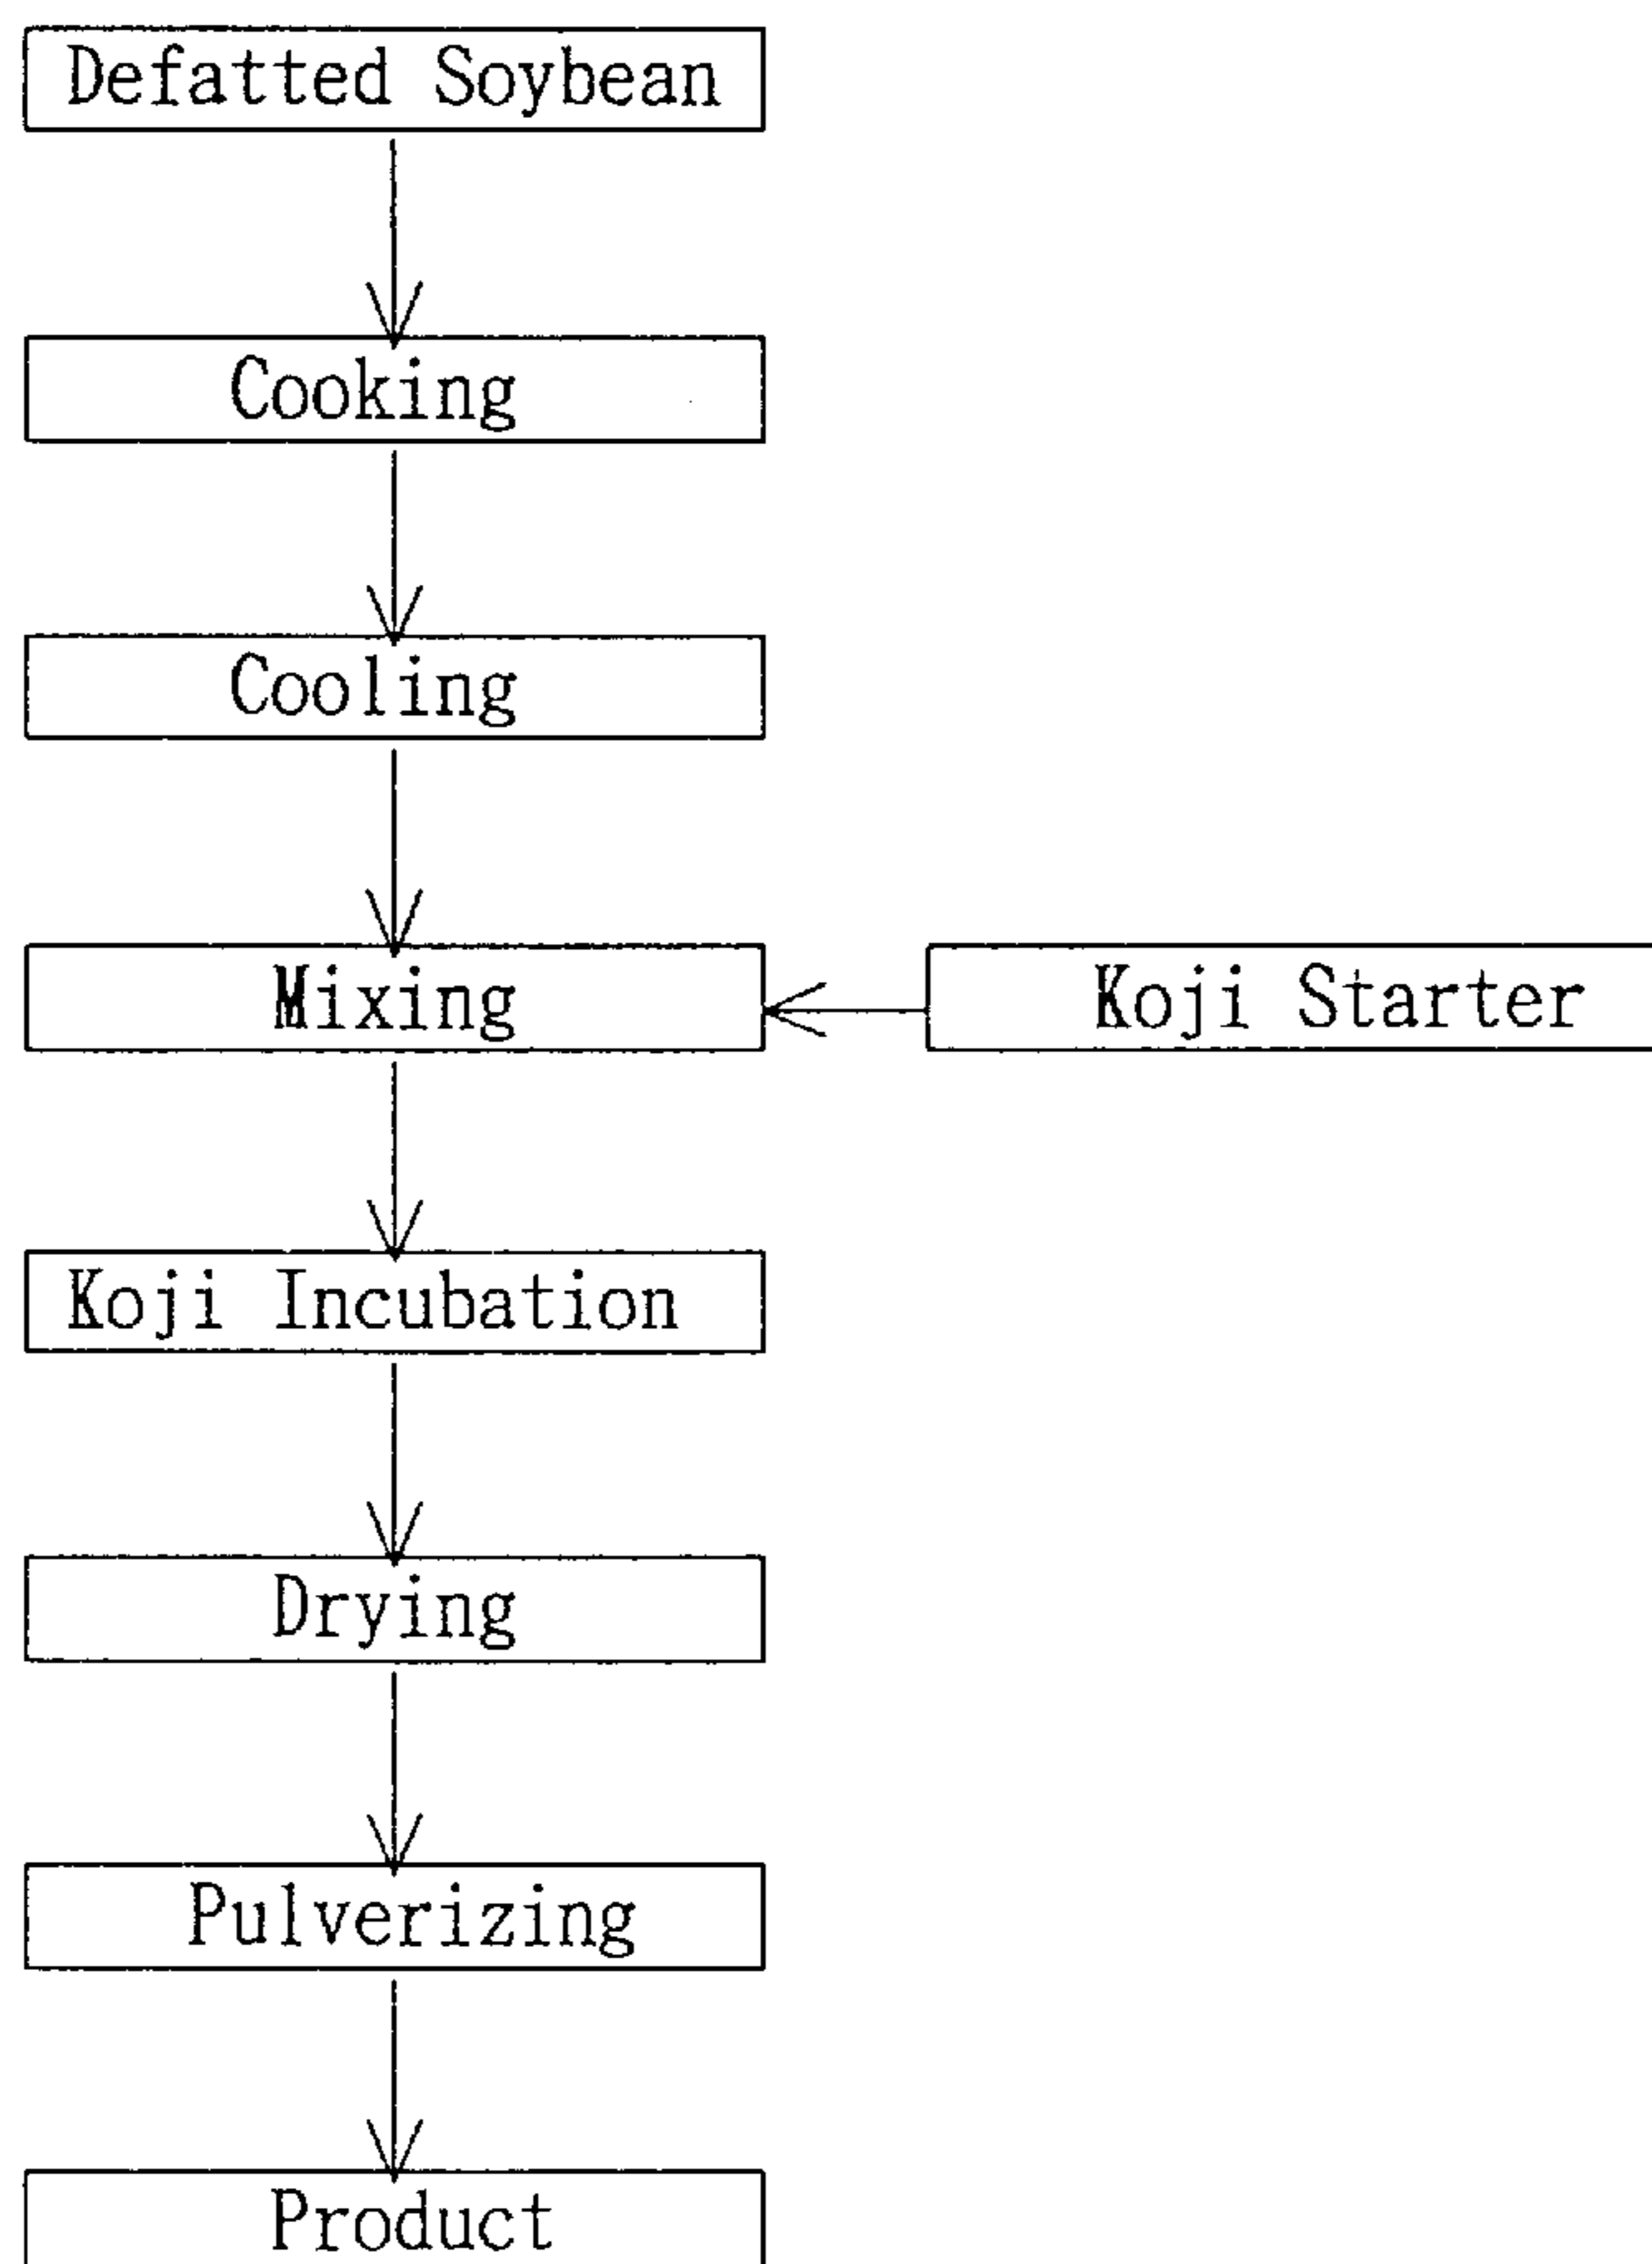 Defatted Soybean
Cooking
Cooling
Mixing
Koji Starter
Koji Incubation
Drying
Pulverizing
Product